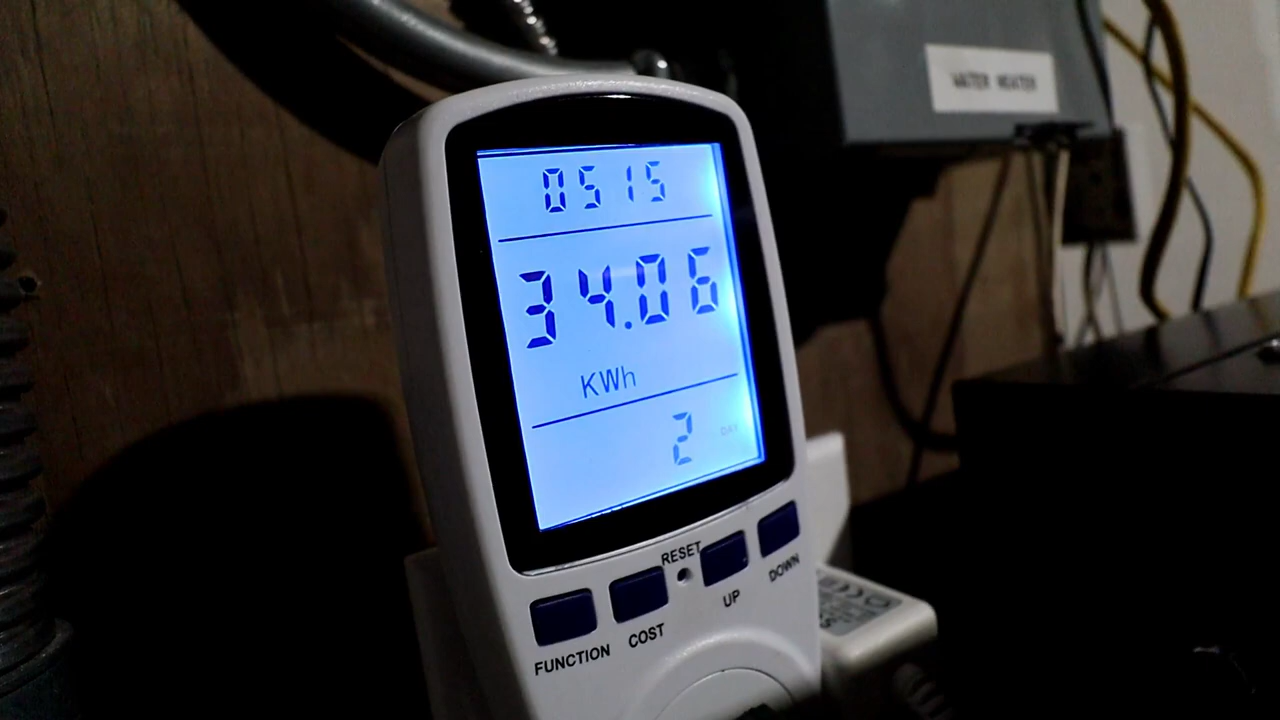 WATER HEATER
0515
34.06
KWh
2 DAY
RESET
FUNCTION COST UP DOWN